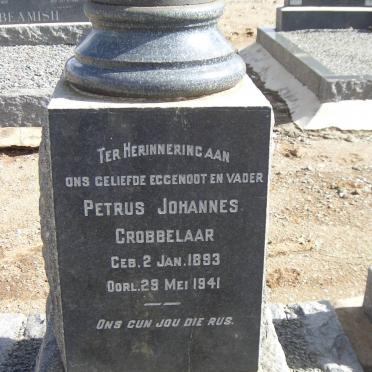 BEAMISH
TER HERINNERING AAN
ONS GELIEFDE EGGENOOT EN VADER
PETRUS JOHANNES
GROBBELAAR
GEB. 2 JAN. 1893
OORL. 29 MEI 1941
ONS GUN JOU DIE RUS.